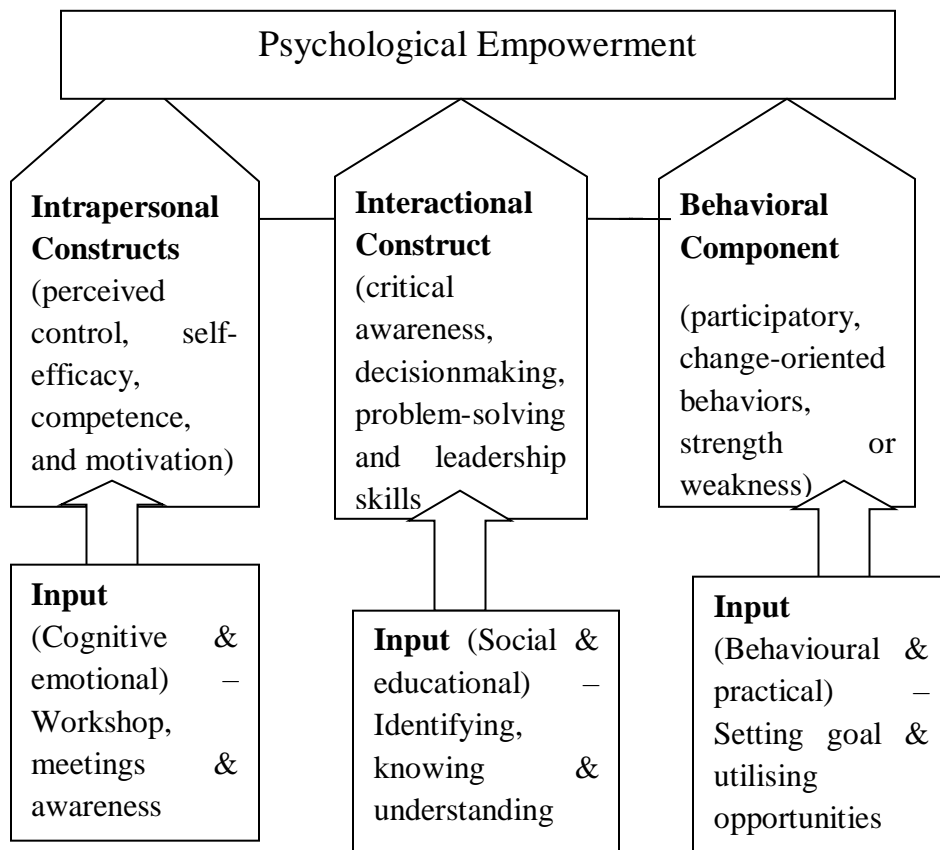 Psychological Empowerment
Intrapersonal
Constructs
(perceived
control, self-
efficacy,
competence,
and motivation)
Interactional
Construct
(critical
awareness,
decisionmaking,
problem-solving
and leadership
skills
Behavioral
Component
(participatory,
change-oriented
behaviors,
strength or
weakness)
Input
(Cognitive &
emotional) –
Workshop,
meetings &
awareness
Input (Social &
educational) –
Identifying,
knowing &
understanding
Input
(Behavioural &
practical) –
Setting goal &
utilising
opportunities